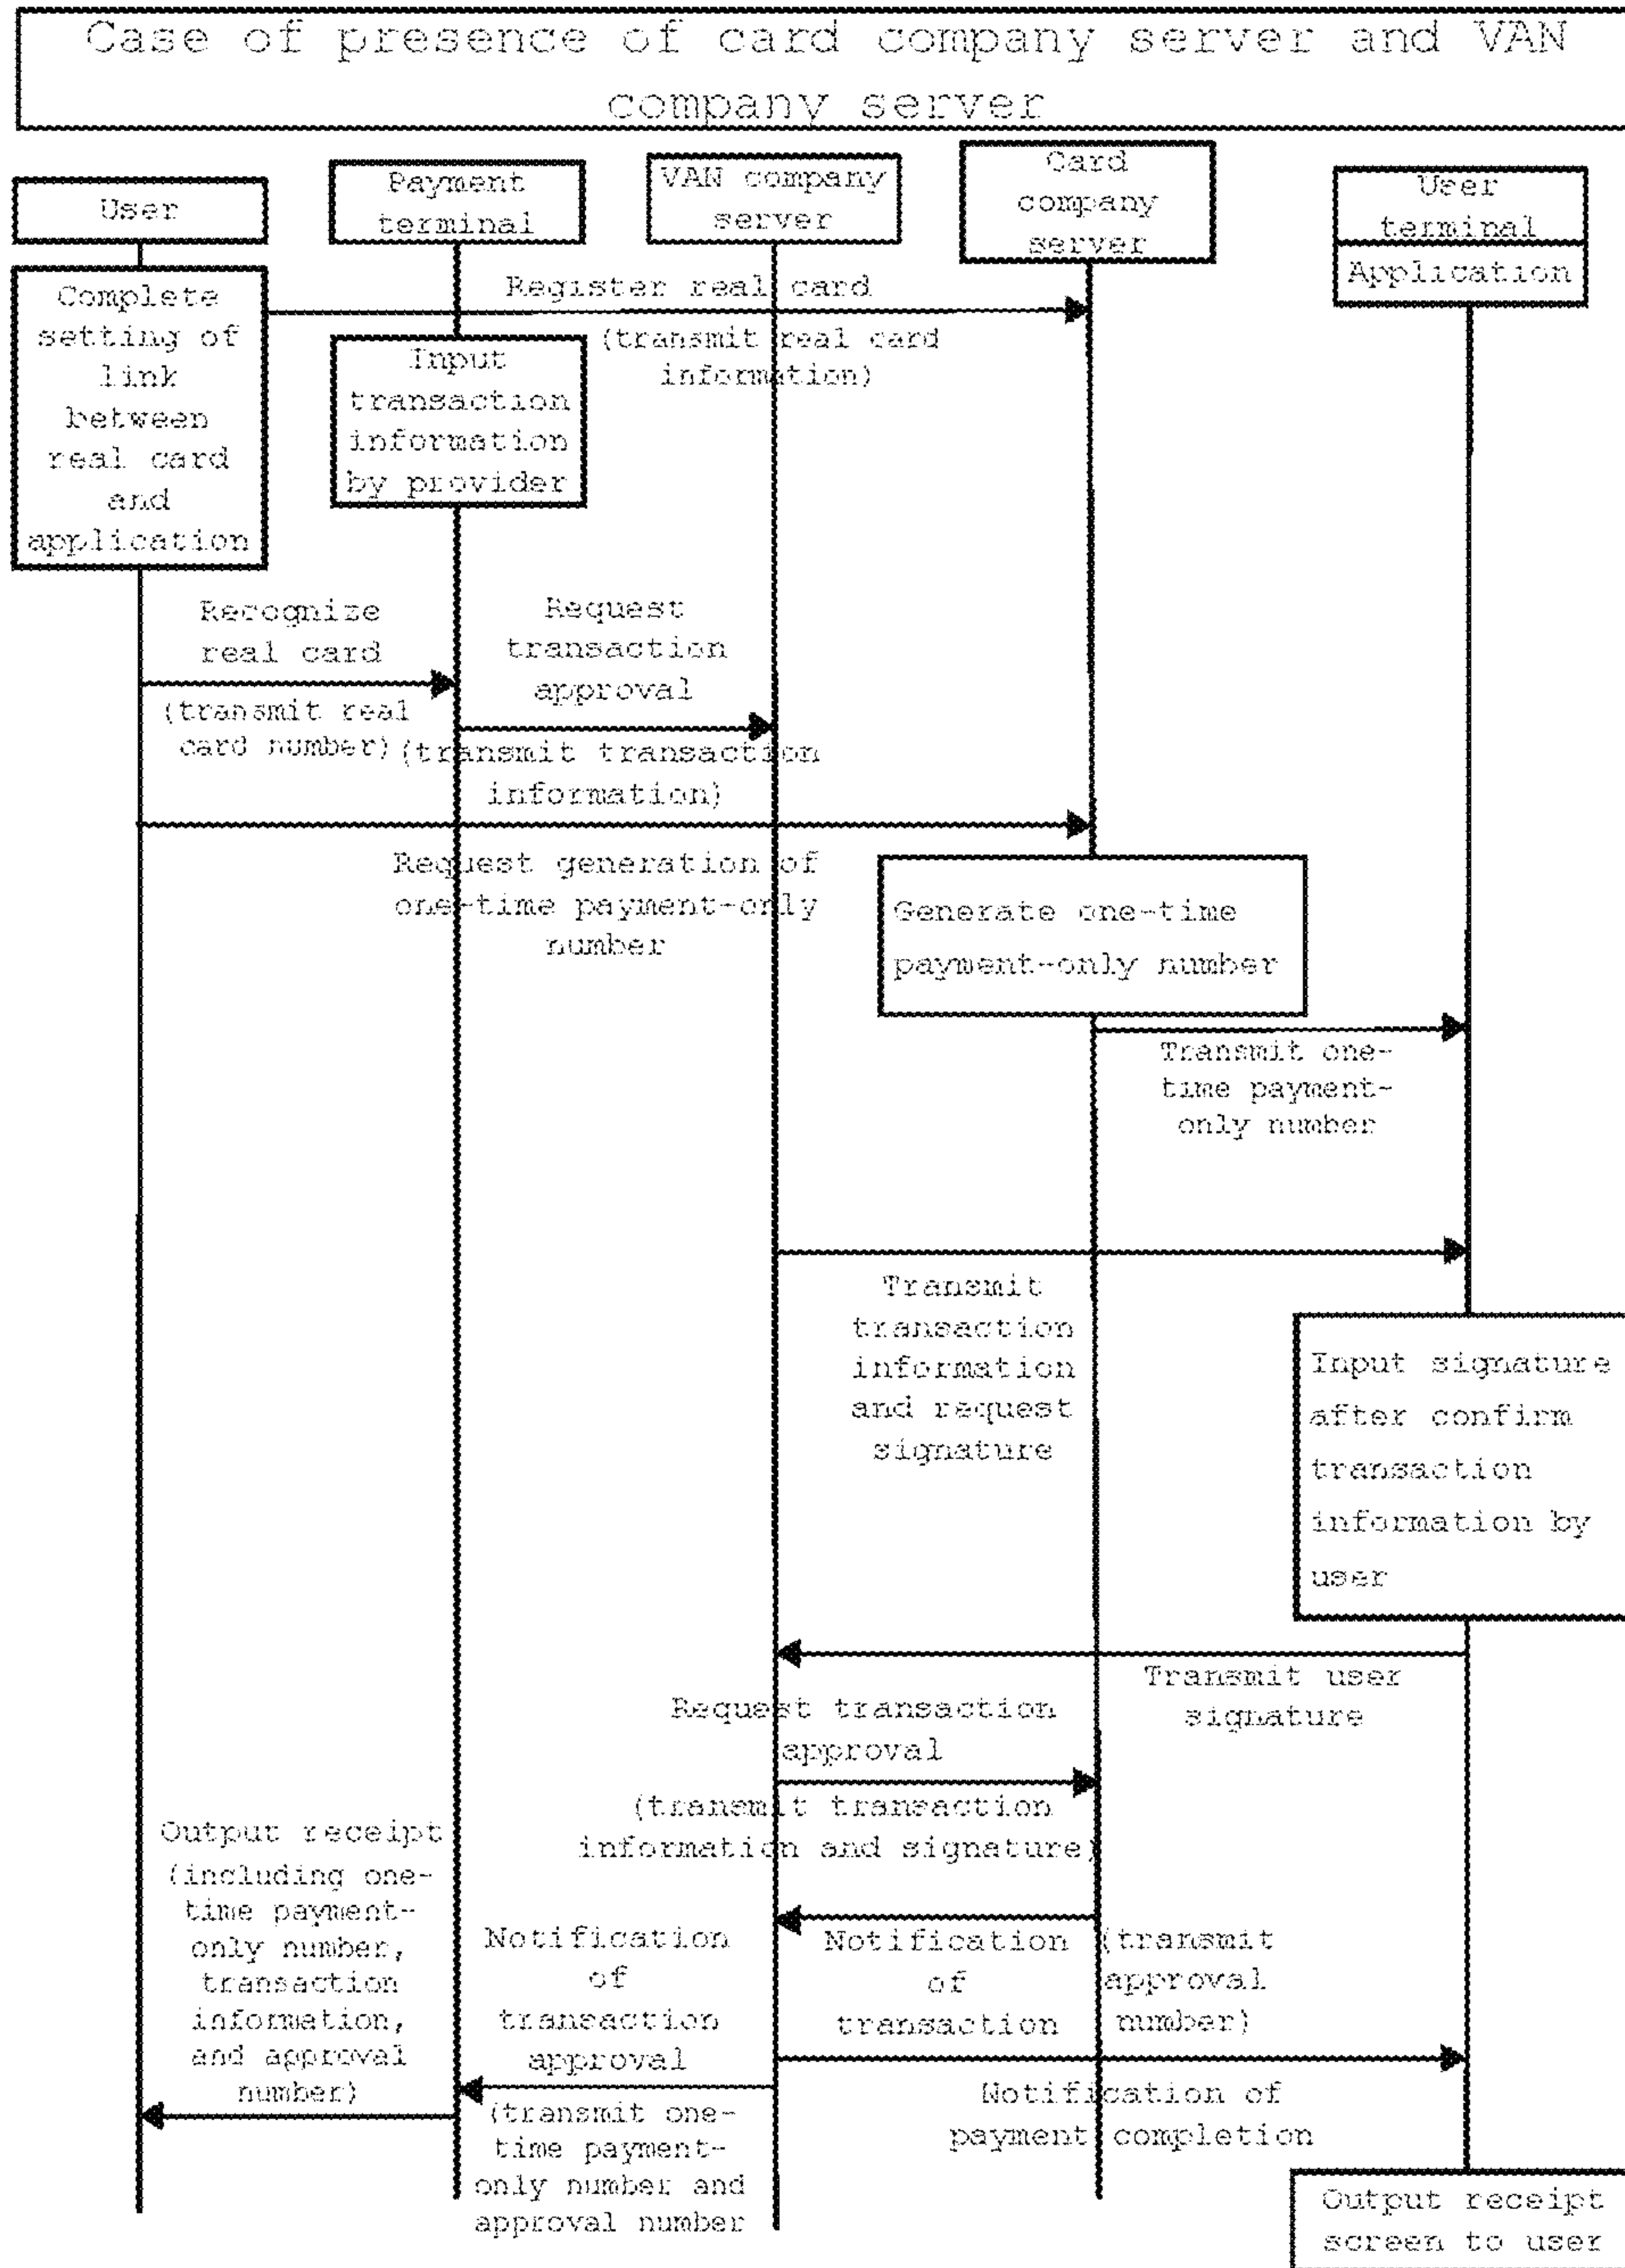 Case of presence of card company server and VAN
company server
User
Payment
terminal
VAN company
server
Card
company
server
User
terminal
Application
Complete
setting of
link
between
real card
and
application
Register real card
(transmit real card
information)
Input
transaction
information
by provider
Recognize
real card
(transmit real
card number)
Request
transaction
approval
(transmit transaction
information)
Request generation of
one-time payment-only
number
Generate one-time
payment-only number
Transmit one-
time payment-
only number
Transmit
transaction
information
and request
signature
Input signature
after confirm
transaction
information by
user
Transmit user
signature
Request transaction
approval
(transmit transaction
information and signature)
Output receipt
(including one-
time payment-
only number,
transaction
information,
and approval
number)
Notification
of
transaction
approval
(transmit one-
time payment-
only number and
approval number
Notification
of
transaction
(transmit
approval
number)
Notification of
payment completion
Output receipt
screen to user